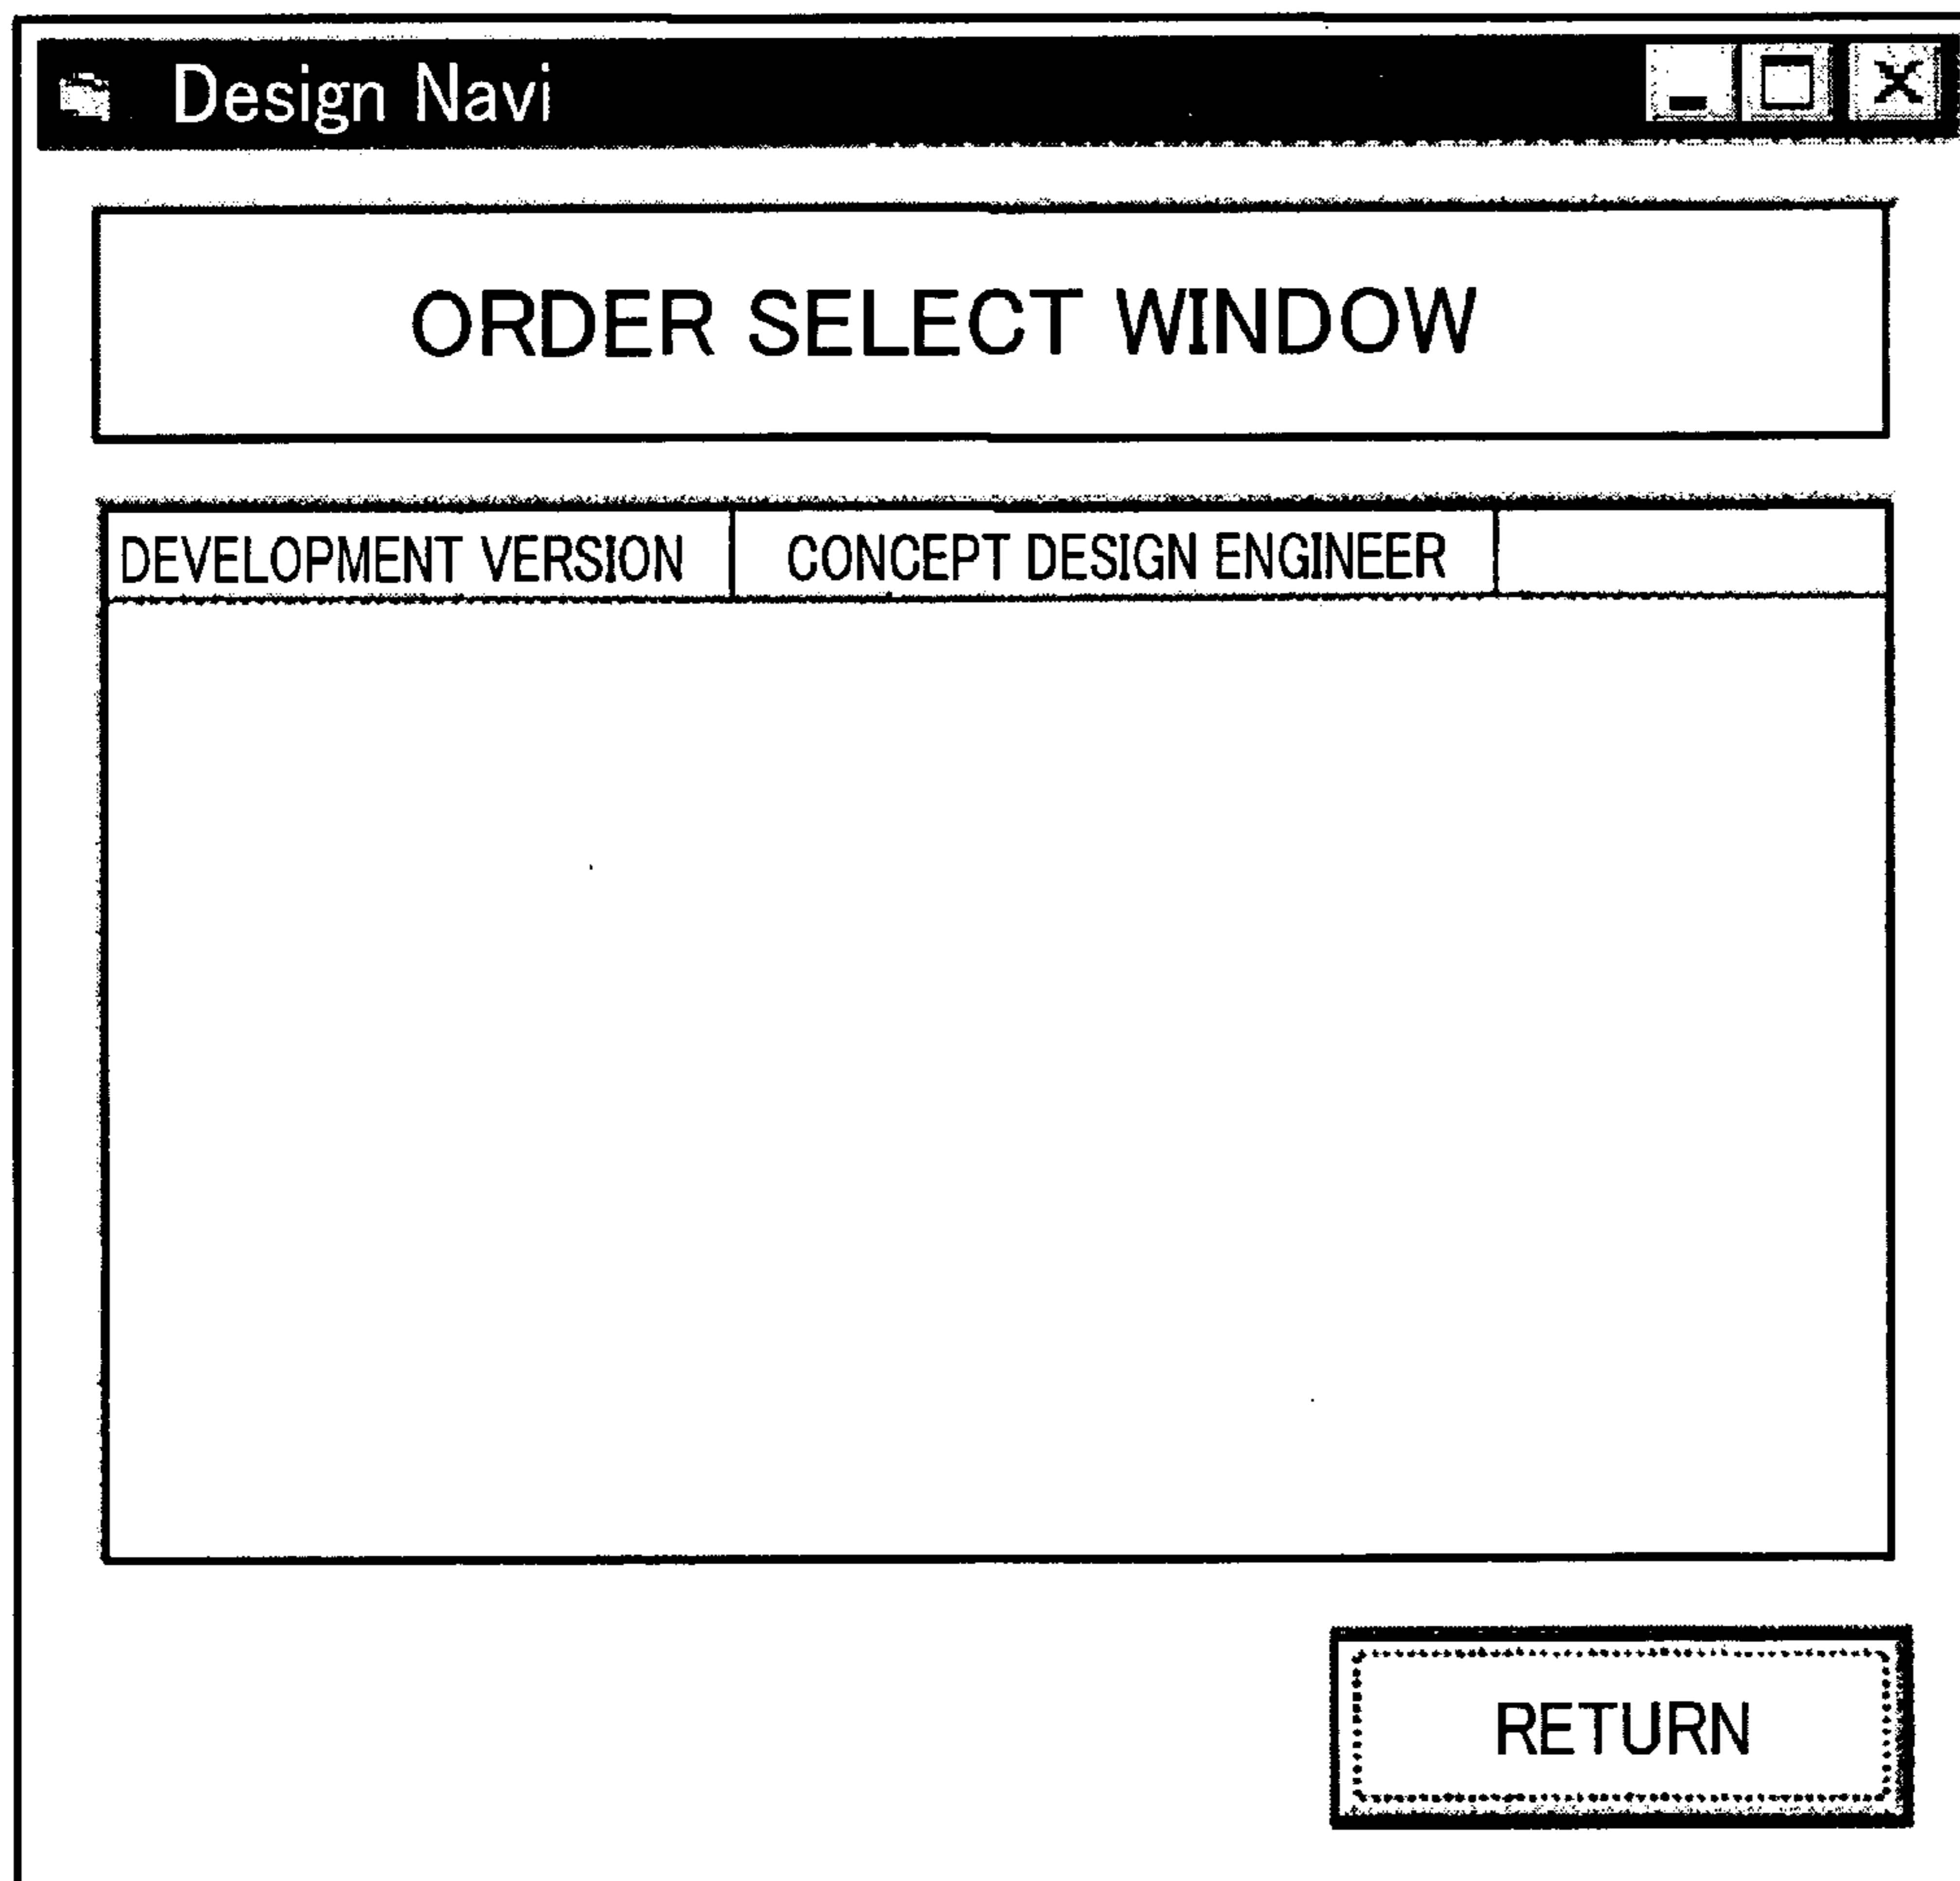 Design Navi
ORDER SELECT WINDOW
DEVELOPMENT VERSION CONCEPT DESIGN ENGINEER
RETURN